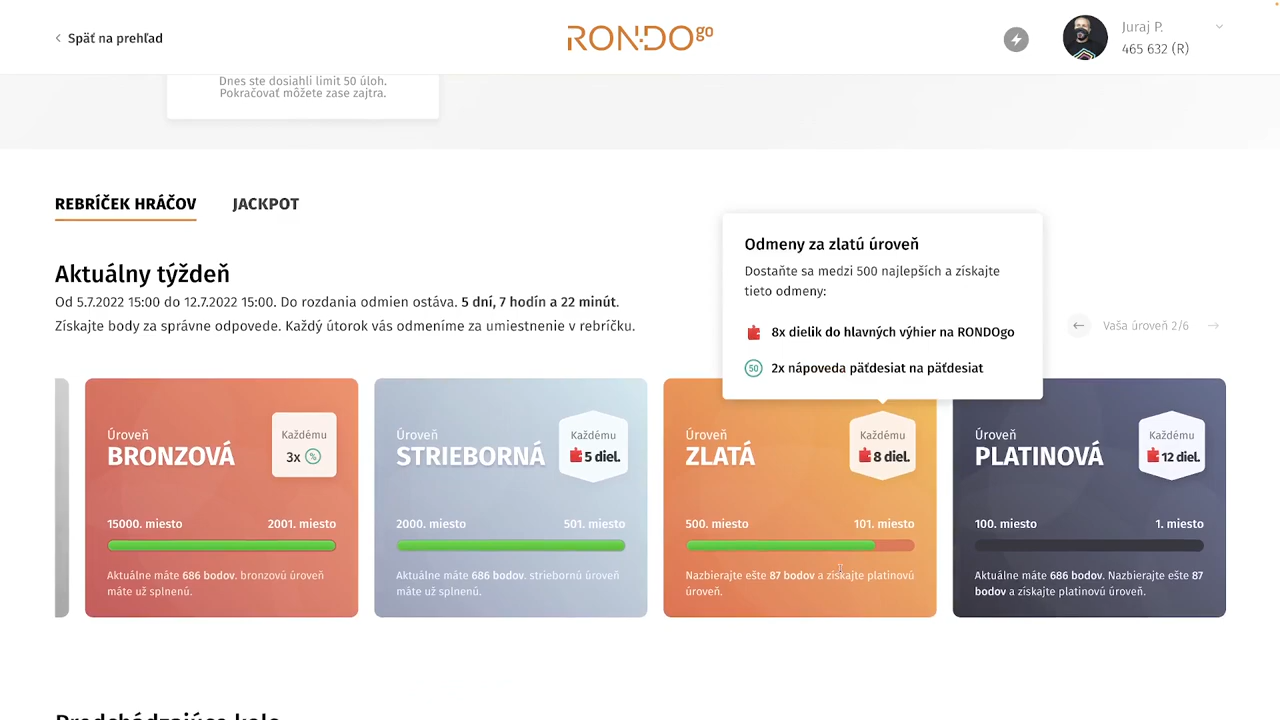 Späť na prehľad
RONDO go
Juraj P.
465 632 (R)
Dnes ste dosiahli limit 50 úloh.
Pokračovať môžete zase zajtra.
REBRÍČEK HRÁČOV
JACKPOT
Odmeny za zlatú úroveň
Dostaňte sa medzi 500 najlepších a získajte
tieto odmeny:
8x dielik do hlavných výhier na RONDOgo
50 2x nápoveda päťdesiat na päťdesiat
Aktuálny týždeň
Od 5.7.2022 15:00 do 12.7.2022 15:00. Do rozdania odmien ostáva. 5 dní, 7 hodín a 22 minút.
Získajte body za správne odpovede. Každý útorok vás odmeníme za umiestnenie v rebríčku.
Vaša úroveň 2/6
Úroveň
BRONZOVÁ
Každému
3x %
15000. miesto
2001. miesto
Aktuálne máte 686 bodov. bronzovú úroveň
máte už splnenú.
Úroveň
STRIEBORNÁ
Každému
5 diel.
2000. miesto
501. miesto
Aktuálne máte 686 bodov. striebornú úroveň
máte už splnenú.
Úroveň
ZLATÁ
Každému
8 diel.
500. miesto
101. miesto
Nazbierajte ešte 87 bodov a získajte platinovú
úroveň.
Úroveň
PLATINOVÁ
Každému
12 diel.
100. miesto
1. miesto
Aktuálne máte 686 bodov. Nazbierajte ešte 87
bodov a získajte platinovú úroveň.
Predchádzajúce kolo